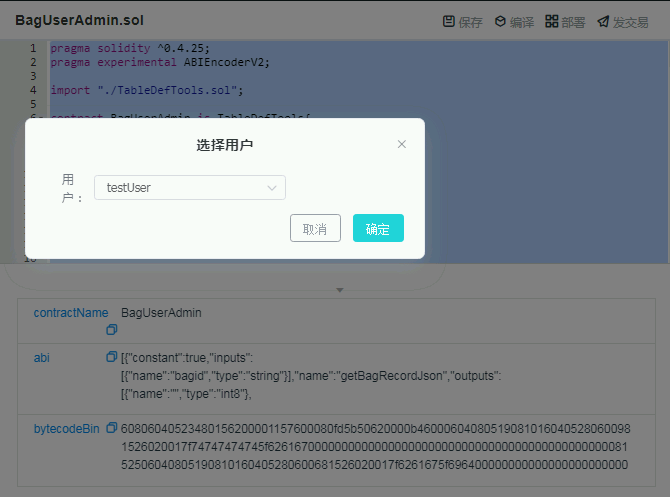 BagUserAdmin.sol
保存 编译 部署 发交易
1 pragma solidity ^0.4.25;
2 pragma experimental ABIEncoderV2;
3
4 import "./TableDefTools.sol";
5
6 contract BagUserAdmin is TableDefTools{
选择用户
用户： testUser
取消 确定
contractName BagUserAdmin
abi [{"constant":true,"inputs":
[{"name":"bagid","type":"string"}],"name":"getBagRecordJson","outputs":
[{"name":"","type":"int8"},